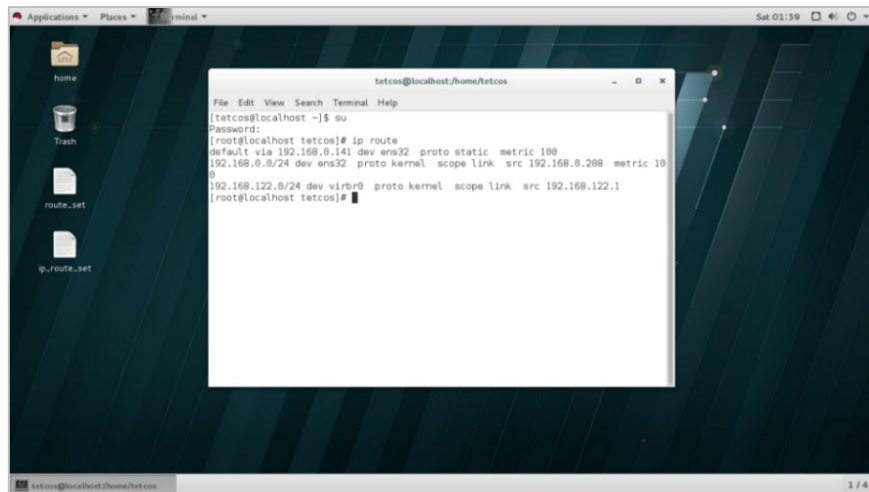 Applications Places Terminal Sat 01:39
home
Trash
route_set
ip_route_set
tetcos@localhost:/home/tetcos
File Edit View Search Terminal Help
[tetcos@localhost ~]$ su
Password:
[root@localhost tetcos]# ip route
default via 192.168.0.141 dev ens32 proto static metric 100
192.168.0.0/24 dev ens32 proto kernel scope link src 192.168.0.208 metric 10
0
192.168.122.0/24 dev virbr0 proto kernel scope link src 192.168.122.1
[root@localhost tetcos]#
tetcos@localhost:/home/tetcos 1 / 4